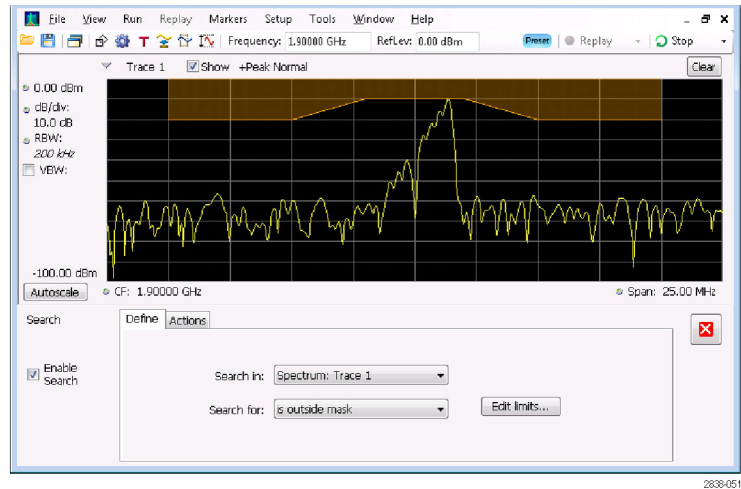 File View Run Replay Markers Setup Tools Window Help
T Frequency: 1.90000 GHz RefLev: 0.00 dBm Preset Replay Stop
Trace 1 Show +Peak Normal Clear
0.00 dBm
dB/div:
10.0 dB
RBW:
200 kHz
VBW:
-100.00 dBm
Autoscale CF: 1.90000 GHz Span: 25.00 MHz
Search Define Actions
Enable
Search
Search in: Spectrum: Trace 1
Search for: is outside mask Edit limits...
2838-051